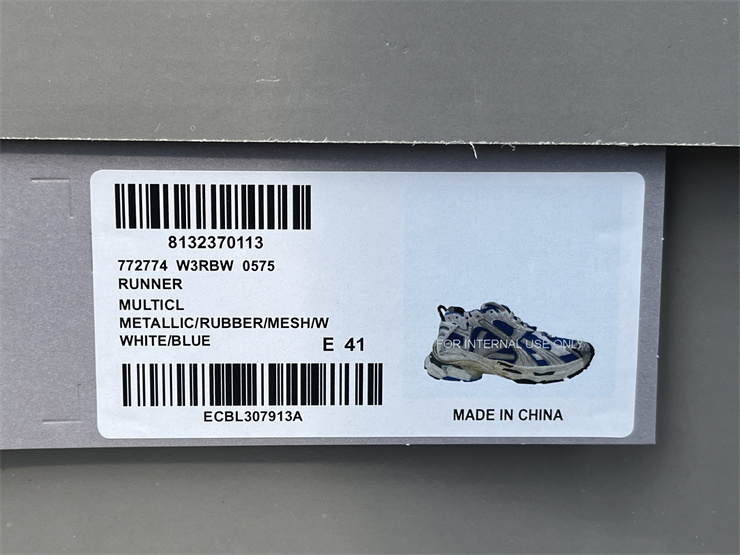 8132370113
772774 W3RBW 0575
RUNNER
MULTICL
METALLIC/RUBBER/MESH/W
WHITE/BLUE
E 41
ECBL307913A
FOR INTERNAL USE ONLY
MADE IN CHINA